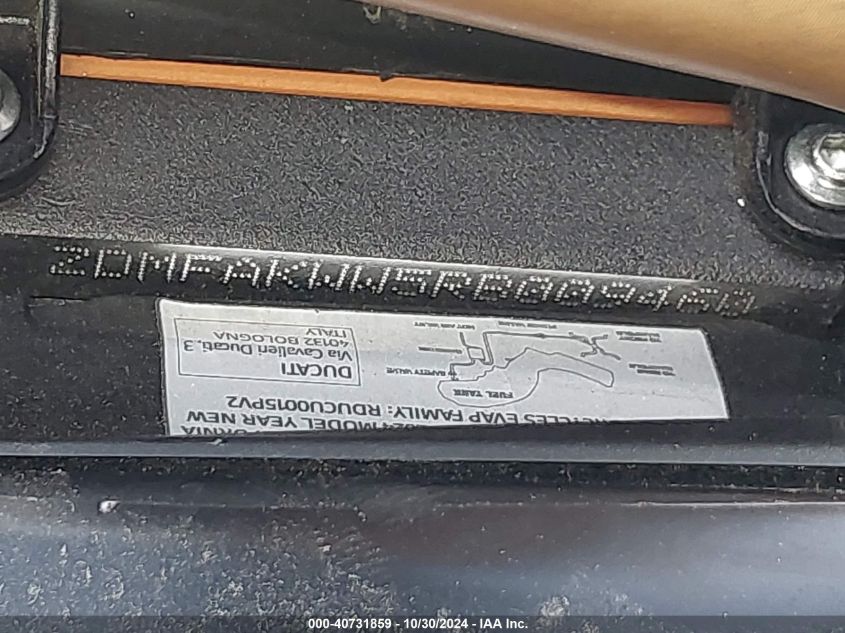 ZDMFAKWW5RB009460
MODEL YEAR NEW
EVAP FAMILY: RDUCU0015PV2
FUEL TANK
SAFETY VALVE
DUCATI
Via Cavalieri Ducati, 3
40132 BOLOGNA
ITALY
000-40731859 - 10/30/2024 - IAA Inc.